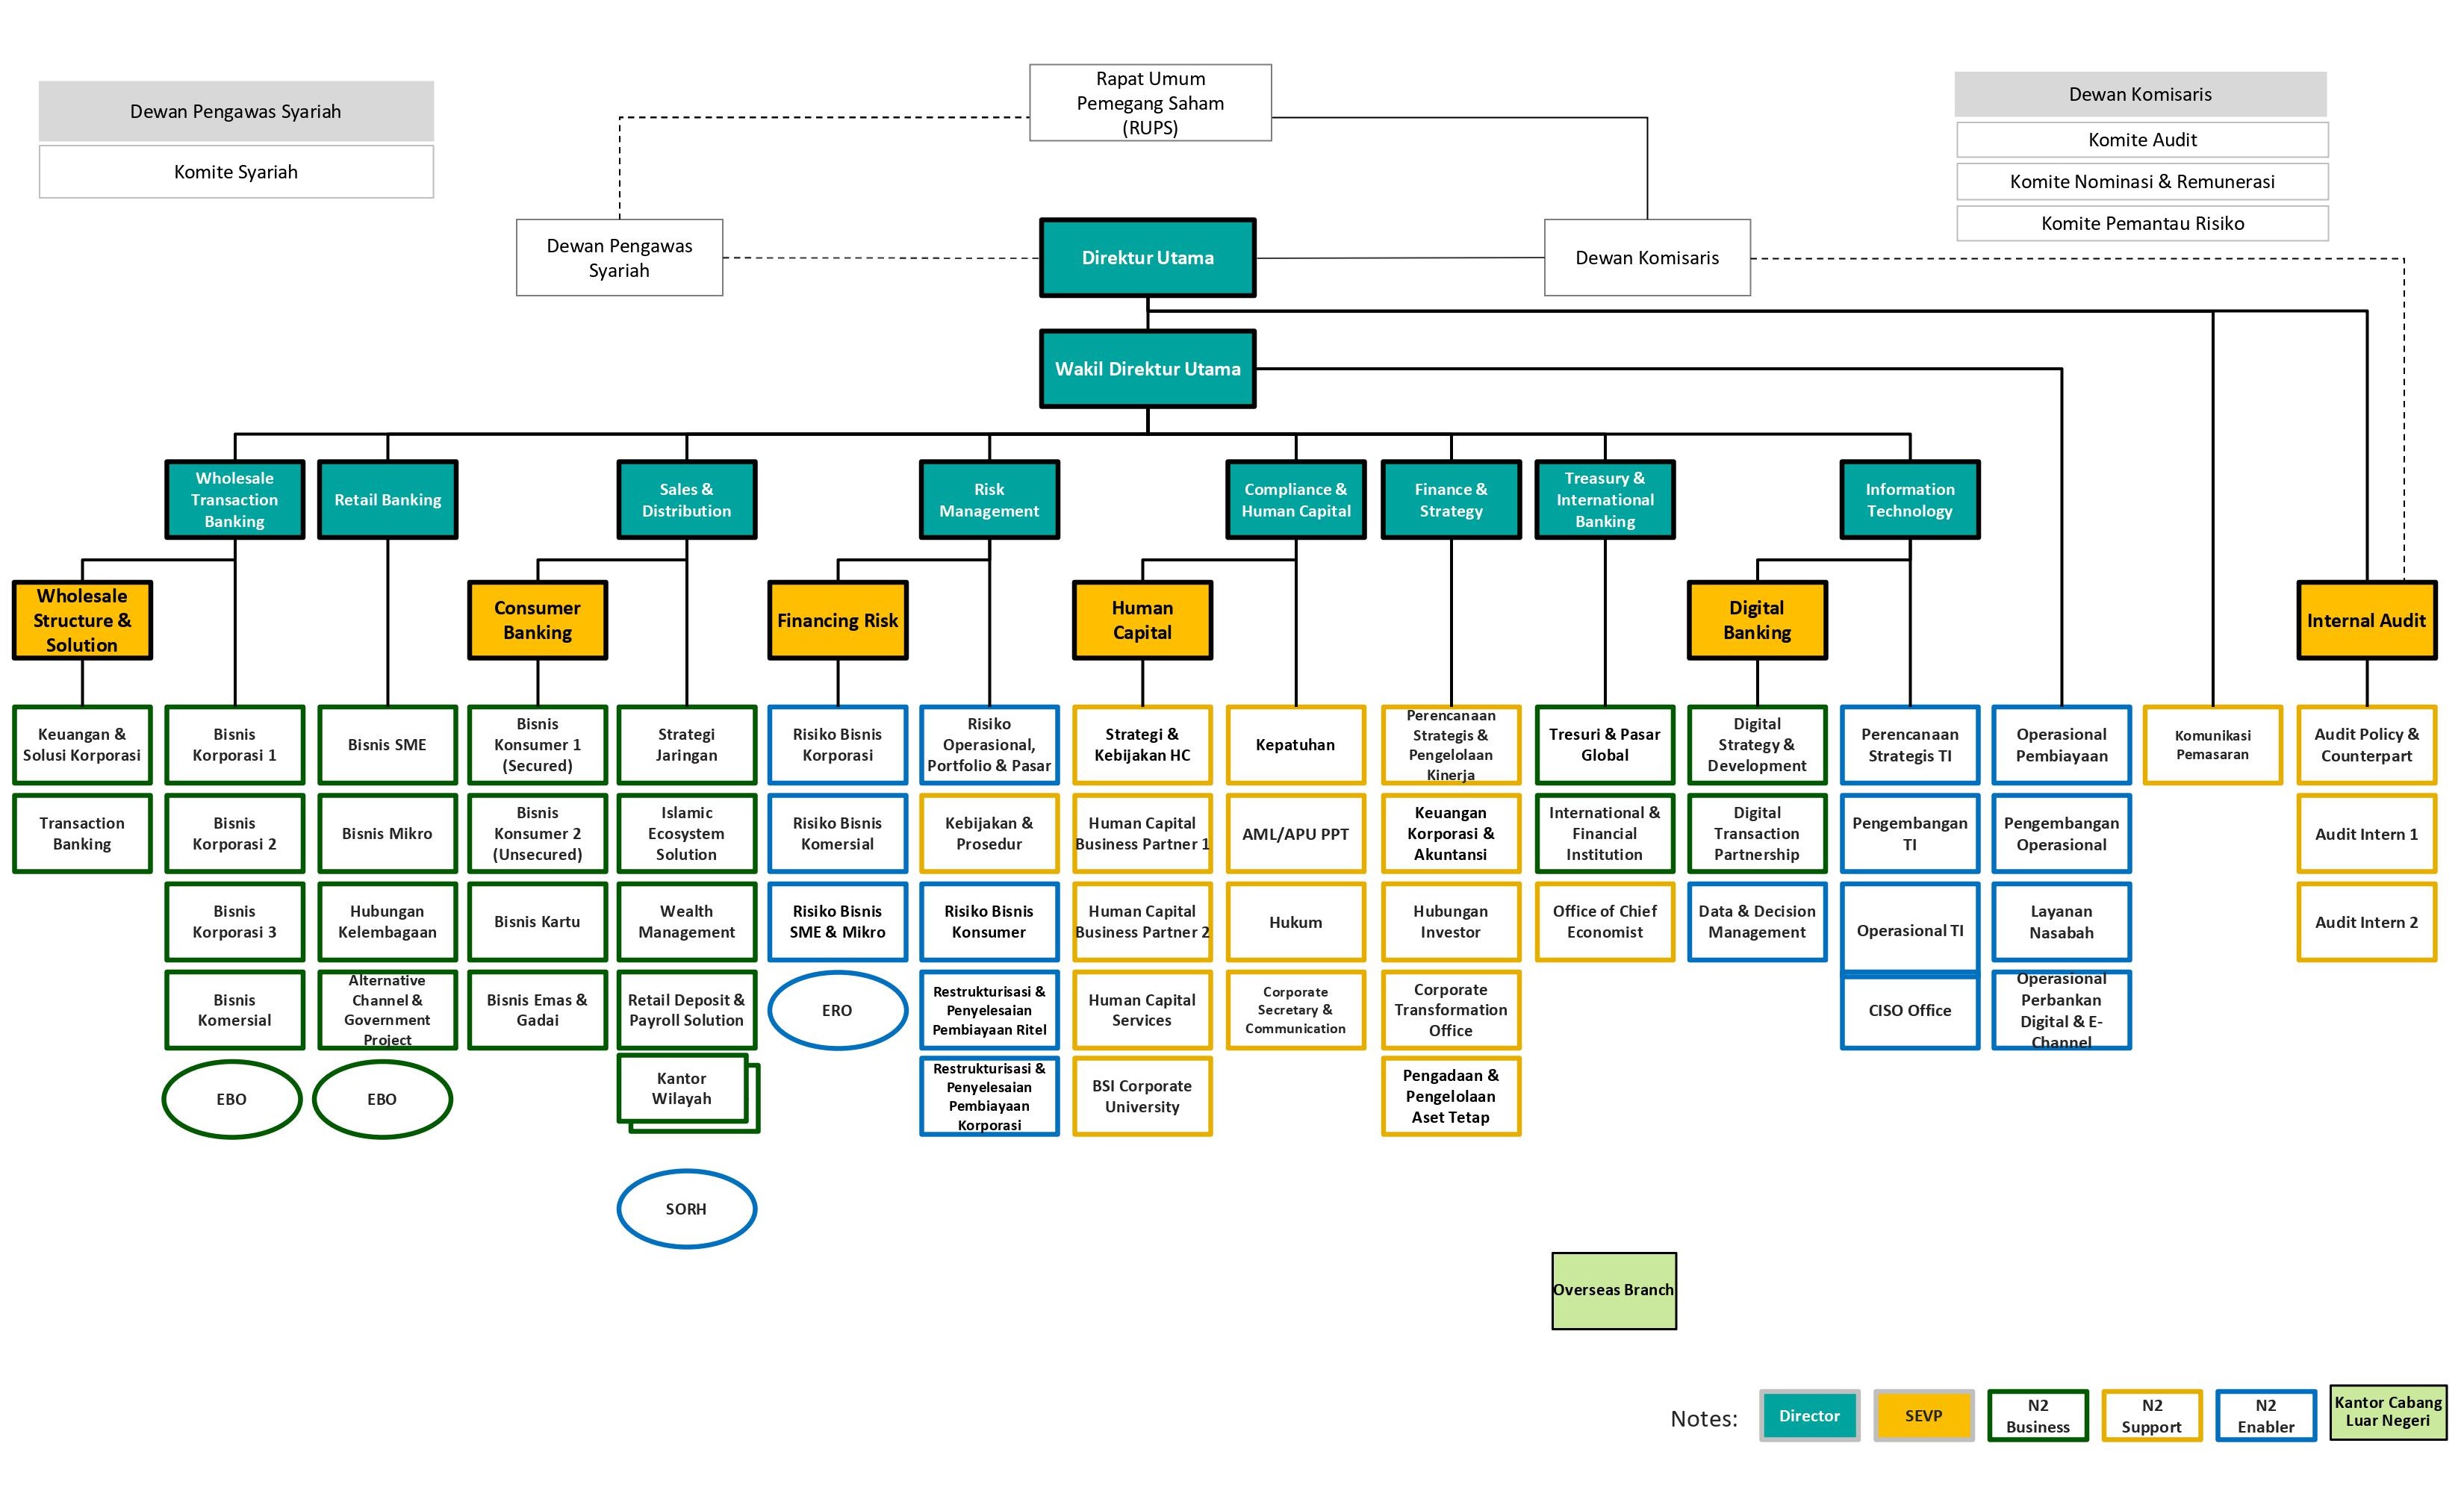 Dewan Pengawas Syariah
Komite Syariah
Rapat Umum
Pemegang Saham
(RUPS)
Dewan Komisaris
Komite Audit
Komite Nominasi & Remunerasi
Komite Pemantau Risiko
Dewan Pengawas
Syariah
Direktur Utama
Dewan Komisaris
Wakil Direktur Utama
Wholesale
Transaction
Banking
Retail Banking
Sales &
Distribution
Risk
Management
Compliance &
Human Capital
Finance &
Strategy
Treasury &
International
Banking
Information
Technology
Wholesale
Structure &
Solution
Consumer
Banking
Financing Risk
Human
Capital
Digital
Banking
Internal Audit
Keuangan &
Solusi Korporasi
Bisnis
Korporasi 1
Bisnis SME
Bisnis
Konsumer 1
(Secured)
Strategi
Jaringan
Risiko Bisnis
Korporasi
Risiko
Operasional,
Portfolio & Pasar
Strategi &
Kebijakan HC
Kepatuhan
Perencanaan
Strategis &
Pengelolaan
Kinerja
Tresuri & Pasar
Global
Digital
Strategy &
Development
Perencanaan
Strategis TI
Operasional
Pembiayaan
Komunikasi
Pemasaran
Audit Policy &
Counterpart
Transaction
Banking
Bisnis
Korporasi 2
Bisnis Mikro
Bisnis
Konsumer 2
(Unsecured)
Islamic
Ecosystem
Solution
Risiko Bisnis
Komersial
Kebijakan &
Prosedur
Human Capital
Business Partner 1
AML/APU PPT
Keuangan
Korporasi &
Akuntansi
International &
Financial
Institution
Digital
Transaction
Partnership
Pengembangan
TI
Pengembangan
Operasional
Audit Intern 1
Bisnis
Korporasi 3
Hubungan
Kelembagaan
Bisnis Kartu
Wealth
Management
Risiko Bisnis
SME & Mikro
Risiko Bisnis
Konsumer
Human Capital
Business Partner 2
Hukum
Hubungan
Investor
Office of Chief
Economist
Data & Decision
Management
Operasional TI
Layanan
Nasabah
Audit Intern 2
Bisnis
Komersial
Alternative
Channel &
Government
Project
Bisnis Emas &
Gadai
Retail Deposit &
Payroll Solution
ERO
Restrukturisasi &
Penyelesaian
Pembiayaan Ritel
Human Capital
Services
Corporate
Secretary &
Communication
Corporate
Transformation
Office
CISO Office
Operasional
Perbankan
Digital & E-
Channel
EBO
EBO
Kantor
Wilayah
Restrukturisasi &
Penyelesaian
Pembiayaan
Korporasi
BSI Corporate
University
Pengadaan &
Pengelolaan
Aset Tetap
SORH
Overseas Branch
Notes:
Director
SEVP
N2
Business
N2
Support
N2
Enabler
Kantor Cabang
Luar Negeri